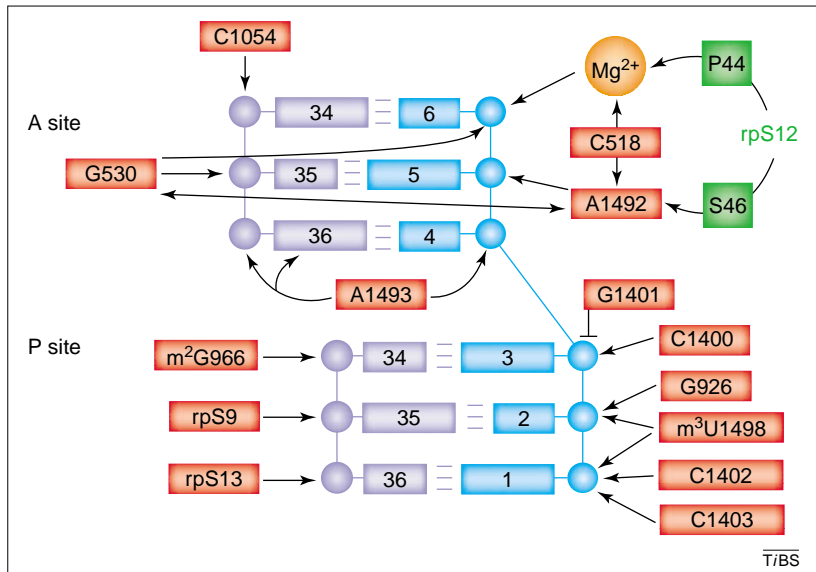 C1054
A site
34
6
Mg²⁺
P44
rpS12
C518
G530
35
5
A1492
S46
36
4
A1493
G1401
P site
m²G966
34
3
C1400
G926
rpS9
35
2
m³U1498
rpS13
36
1
C1402
C1403
TiBS